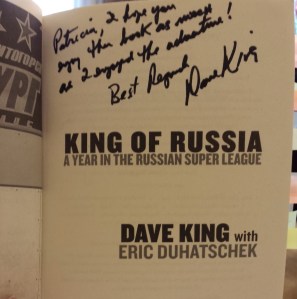 Patricia, I hope you
enjoy this book as much
as I enjoyed the adventure!
Best Regards
Dave King
KING OF RUSSIA
A YEAR IN THE RUSSIAN SUPER LEAGUE
DAVE KING with
ERIC DUHATSCHEK